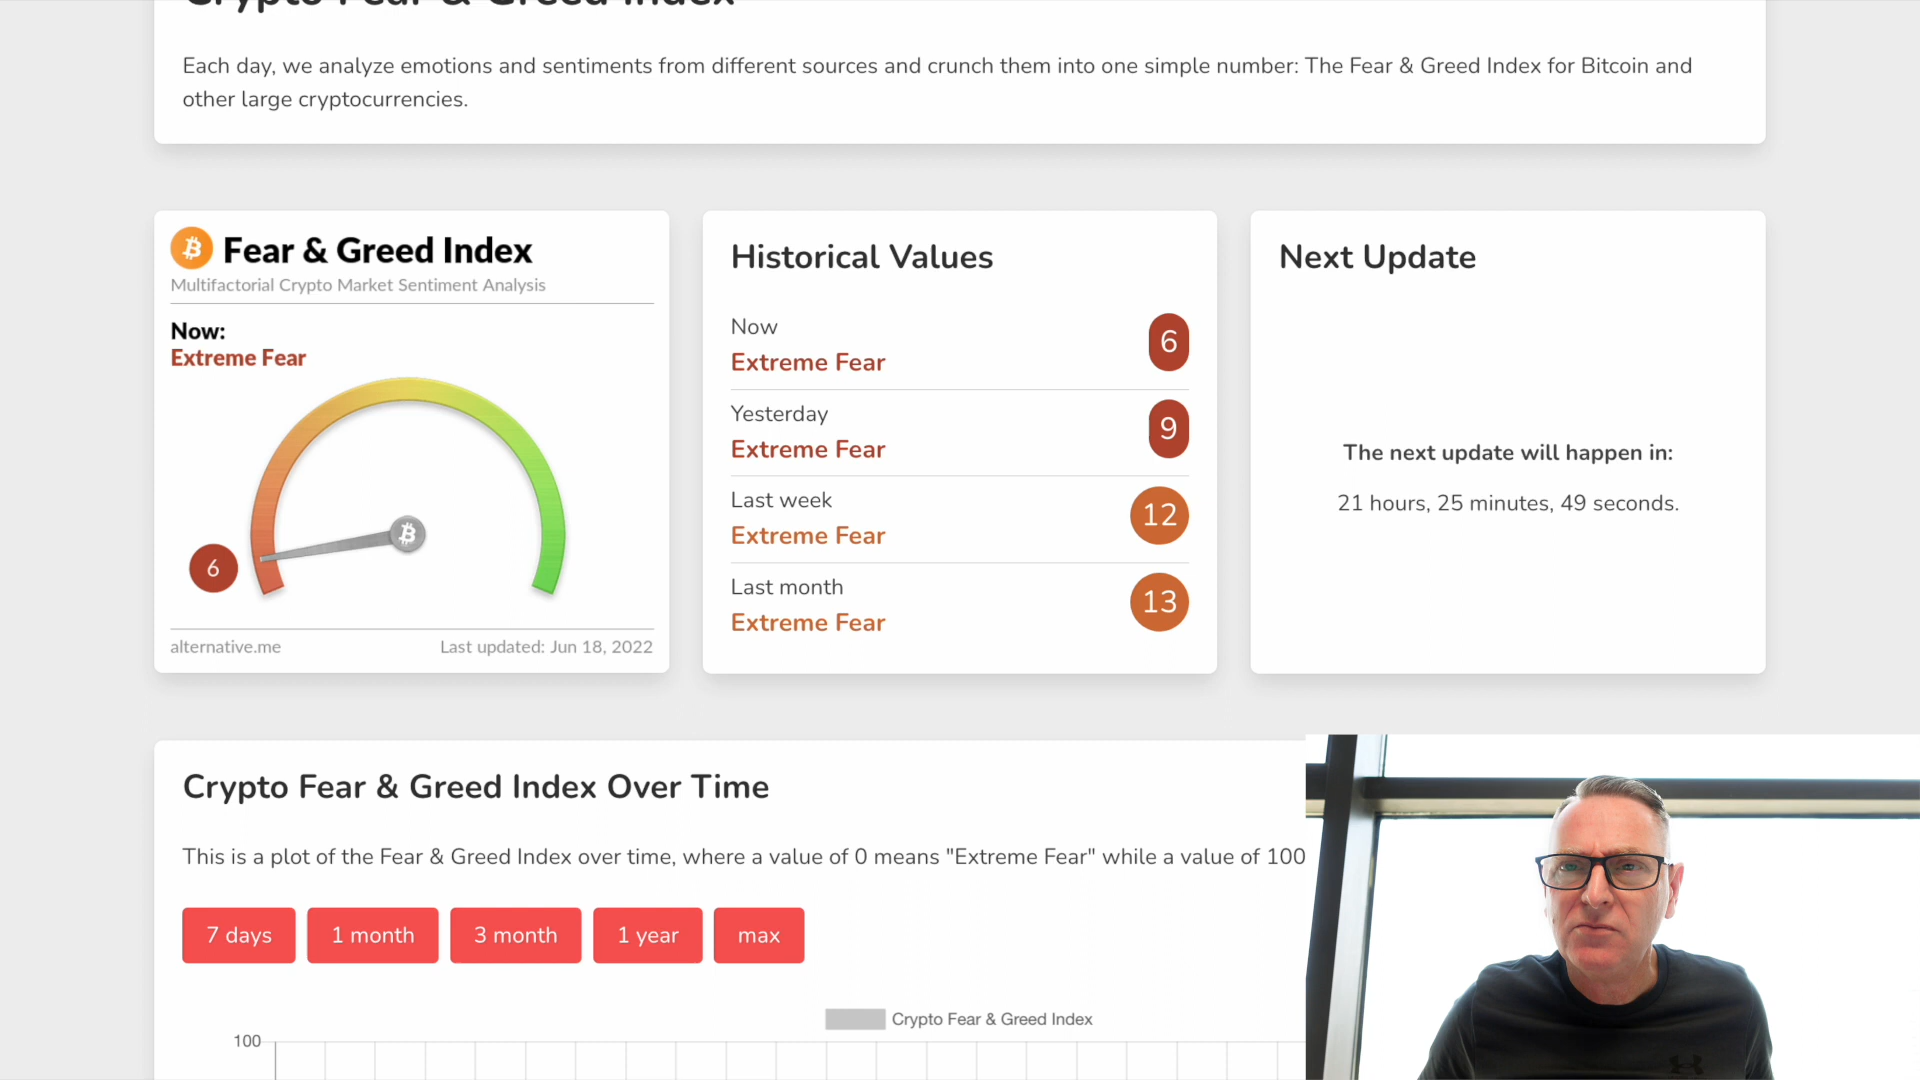 Crypto Fear & Greed Index
Each day, we analyze emotions and sentiments from different sources and crunch them into one simple number: The Fear & Greed Index for Bitcoin and
other large cryptocurrencies.
Fear & Greed Index
Multifactorial Crypto Market Sentiment Analysis
Now:
Extreme Fear
6
alternative.me
Last updated: Jun 18, 2022
Historical Values
Now
Extreme Fear
6
Yesterday
Extreme Fear
9
Last week
Extreme Fear
12
Last month
Extreme Fear
13
Next Update
The next update will happen in:
21 hours, 25 minutes, 49 seconds.
Crypto Fear & Greed Index Over Time
This is a plot of the Fear & Greed Index over time, where a value of 0 means "Extreme Fear" while a value of 100
7 days
1 month
3 month
1 year
max
Crypto Fear & Greed Index
100